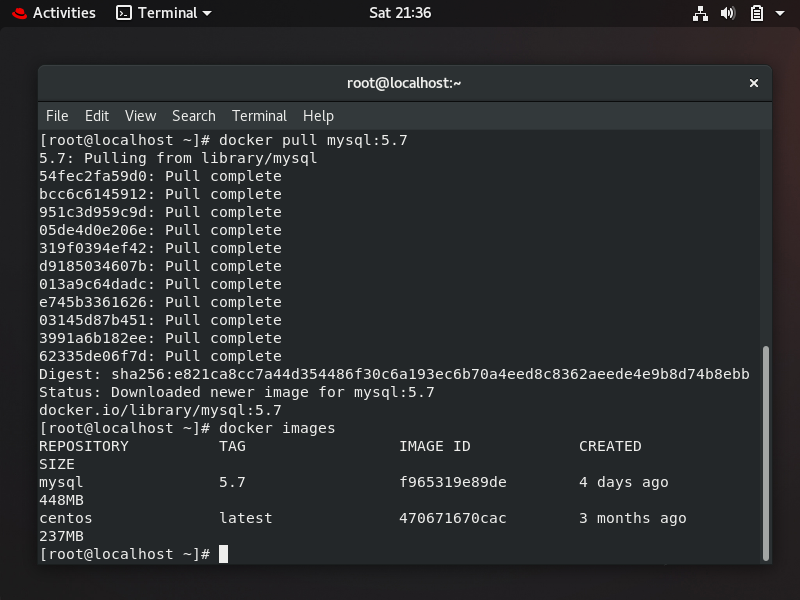 Activities Terminal Sat 21:36
root@localhost:~ ×
File Edit View Search Terminal Help
[root@localhost ~]# docker pull mysql:5.7
5.7: Pulling from library/mysql
54fec2fa59d0: Pull complete
bcc6c6145912: Pull complete
951c3d959c9d: Pull complete
05de4d0e206e: Pull complete
319f0394ef42: Pull complete
d9185034607b: Pull complete
013a9c64dadc: Pull complete
e745b3361626: Pull complete
03145d87b451: Pull complete
3991a6b182ee: Pull complete
62335de06f7d: Pull complete
Digest: sha256:e821ca8cc7a44d354486f30c6a193ec6b70a4eed8c8362aeede4e9b8d74b8ebb
Status: Downloaded newer image for mysql:5.7
docker.io/library/mysql:5.7
[root@localhost ~]# docker images
REPOSITORY TAG IMAGE ID CREATED
SIZE
mysql 5.7 f965319e89de 4 days ago
448MB
centos latest 470671670cac 3 months ago
237MB
[root@localhost ~]#